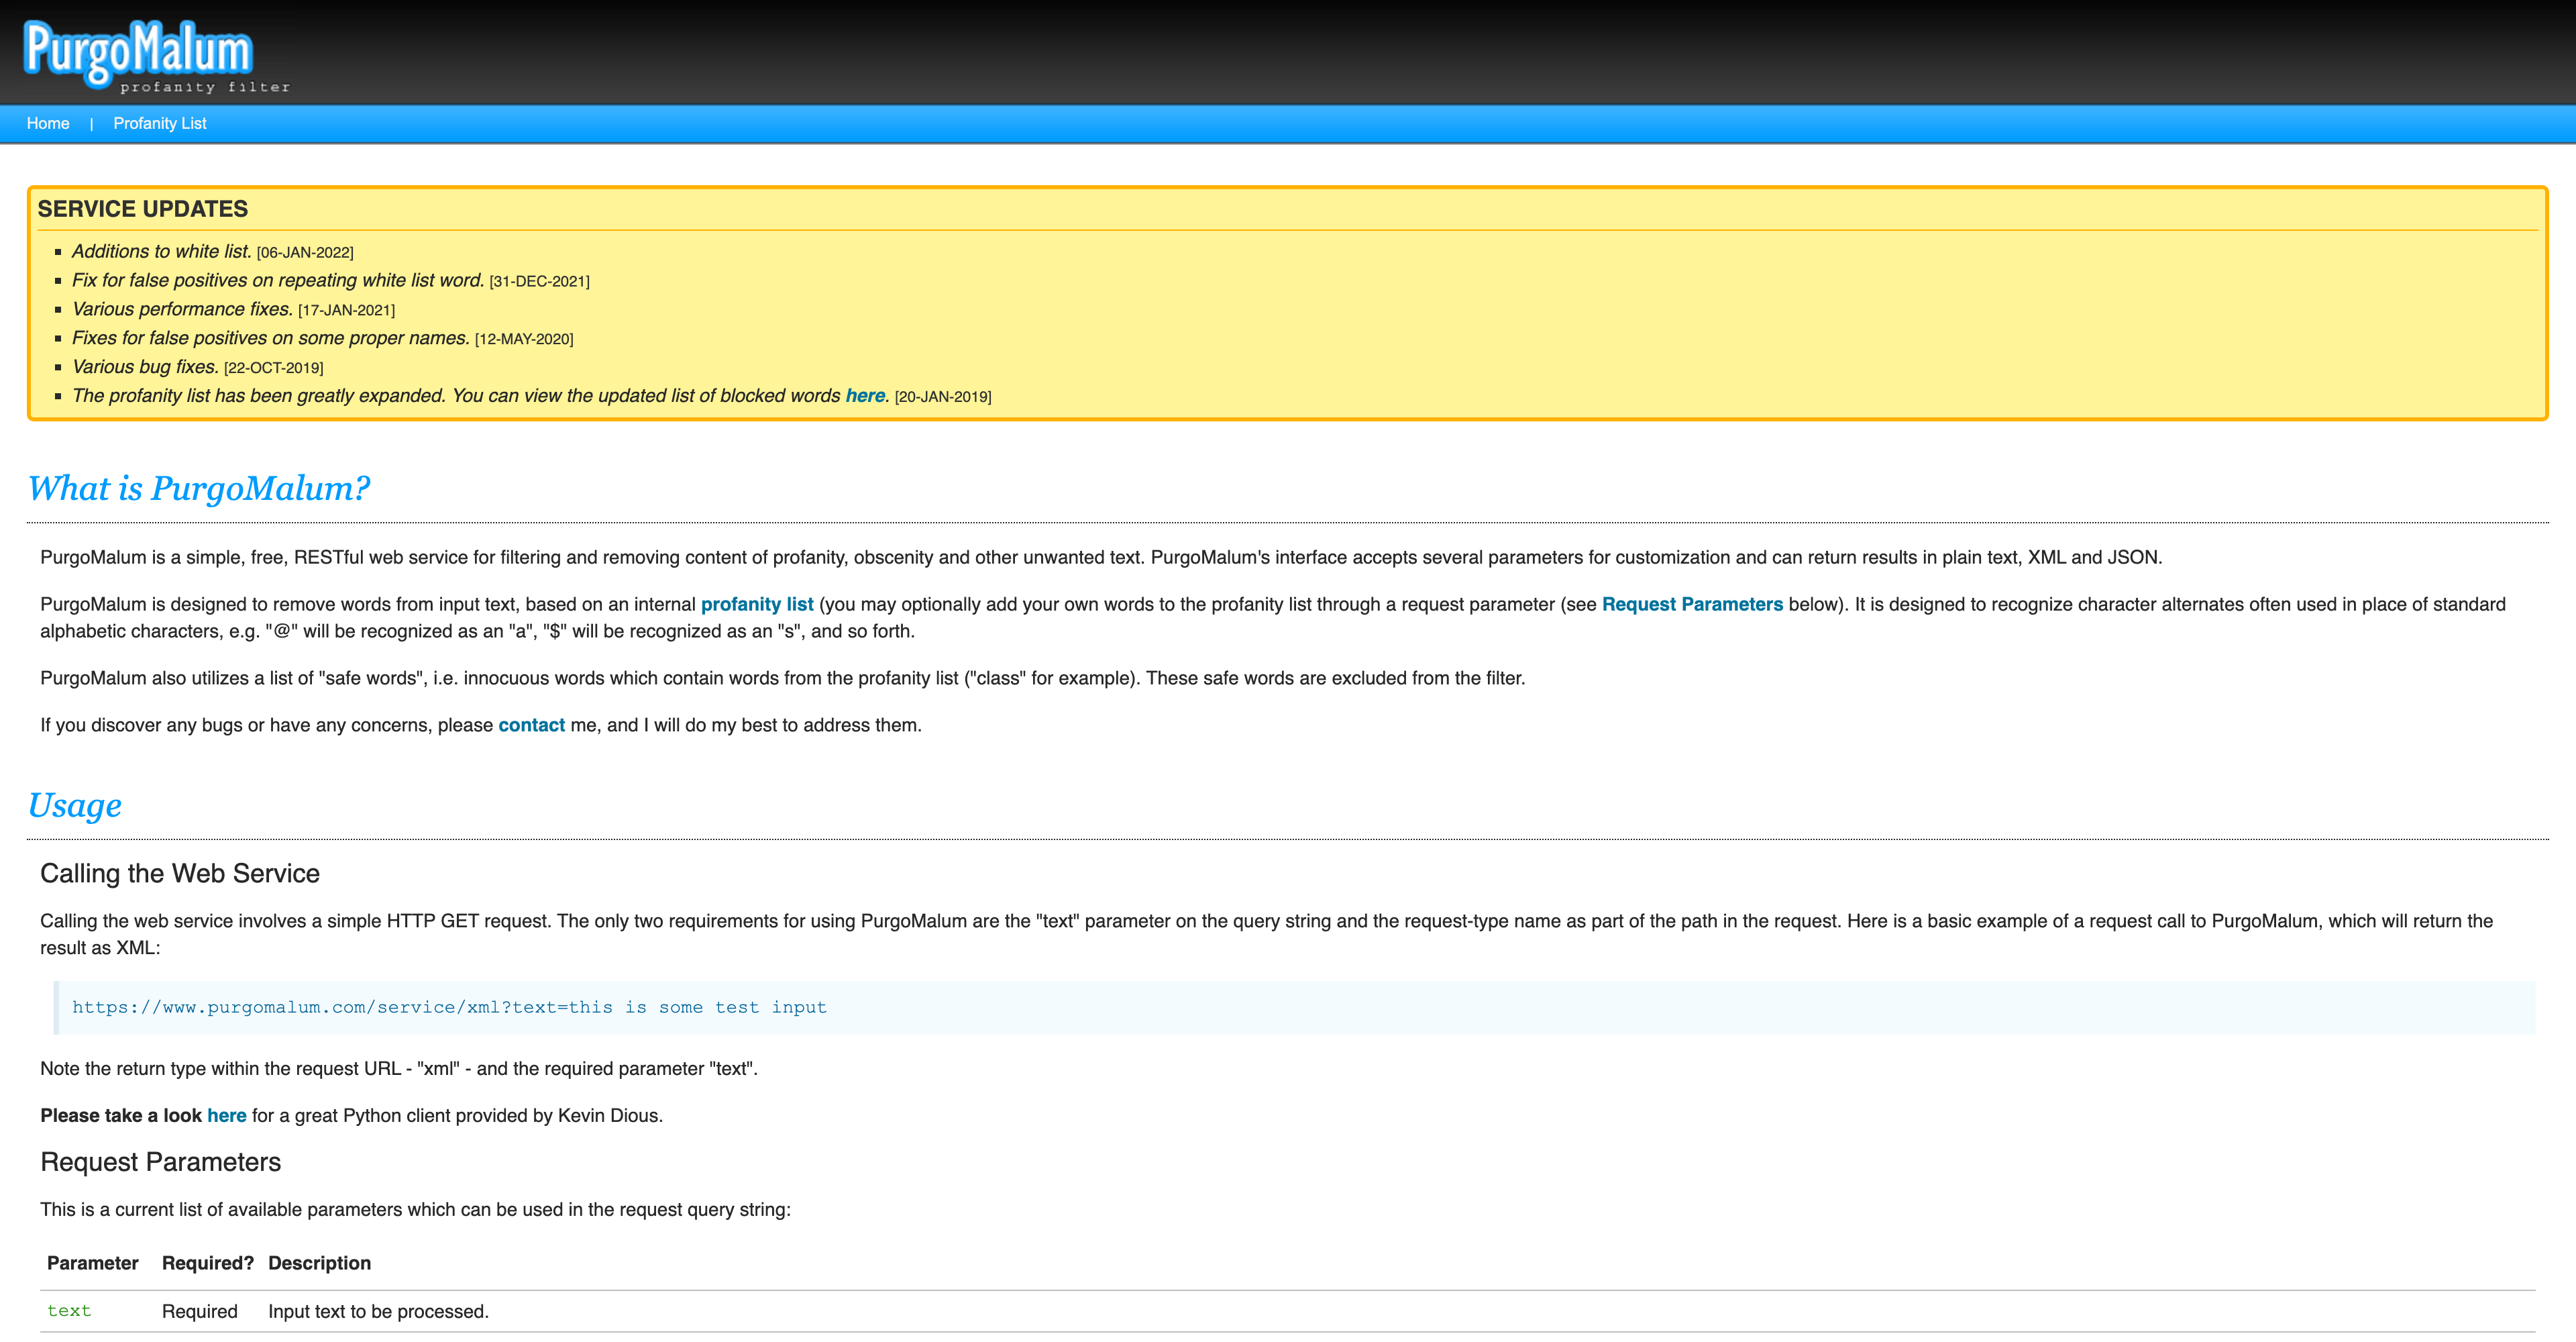 PurgoMalum
profanity filter
Home | Profanity List
SERVICE UPDATES
▪ Additions to white list. [06-JAN-2022]
▪ Fix for false positives on repeating white list word. [31-DEC-2021]
▪ Various performance fixes. [17-JAN-2021]
▪ Fixes for false positives on some proper names. [12-MAY-2020]
▪ Various bug fixes. [22-OCT-2019]
▪ The profanity list has been greatly expanded. You can view the updated list of blocked words here. [20-JAN-2019]
What is PurgoMalum?
PurgoMalum is a simple, free, RESTful web service for filtering and removing content of profanity, obscenity and other unwanted text. PurgoMalum's interface accepts several parameters for customization and can return results in plain text, XML and JSON.
PurgoMalum is designed to remove words from input text, based on an internal profanity list (you may optionally add your own words to the profanity list through a request parameter (see Request Parameters below). It is designed to recognize character alternates often used in place of standard
alphabetic characters, e.g. "@" will be recognized as an "a", "$" will be recognized as an "s", and so forth.
PurgoMalum also utilizes a list of "safe words", i.e. innocuous words which contain words from the profanity list ("class" for example). These safe words are excluded from the filter.
If you discover any bugs or have any concerns, please contact me, and I will do my best to address them.
Usage
Calling the Web Service
Calling the web service involves a simple HTTP GET request. The only two requirements for using PurgoMalum are the "text" parameter on the query string and the request-type name as part of the path in the request. Here is a basic example of a request call to PurgoMalum, which will return the
result as XML:
https://www.purgomalum.com/service/xml?text=this is some test input
Note the return type within the request URL - "xml" - and the required parameter "text".
Please take a look here for a great Python client provided by Kevin Dious.
Request Parameters
This is a current list of available parameters which can be used in the request query string:
Parameter Required? Description
text Required Input text to be processed.